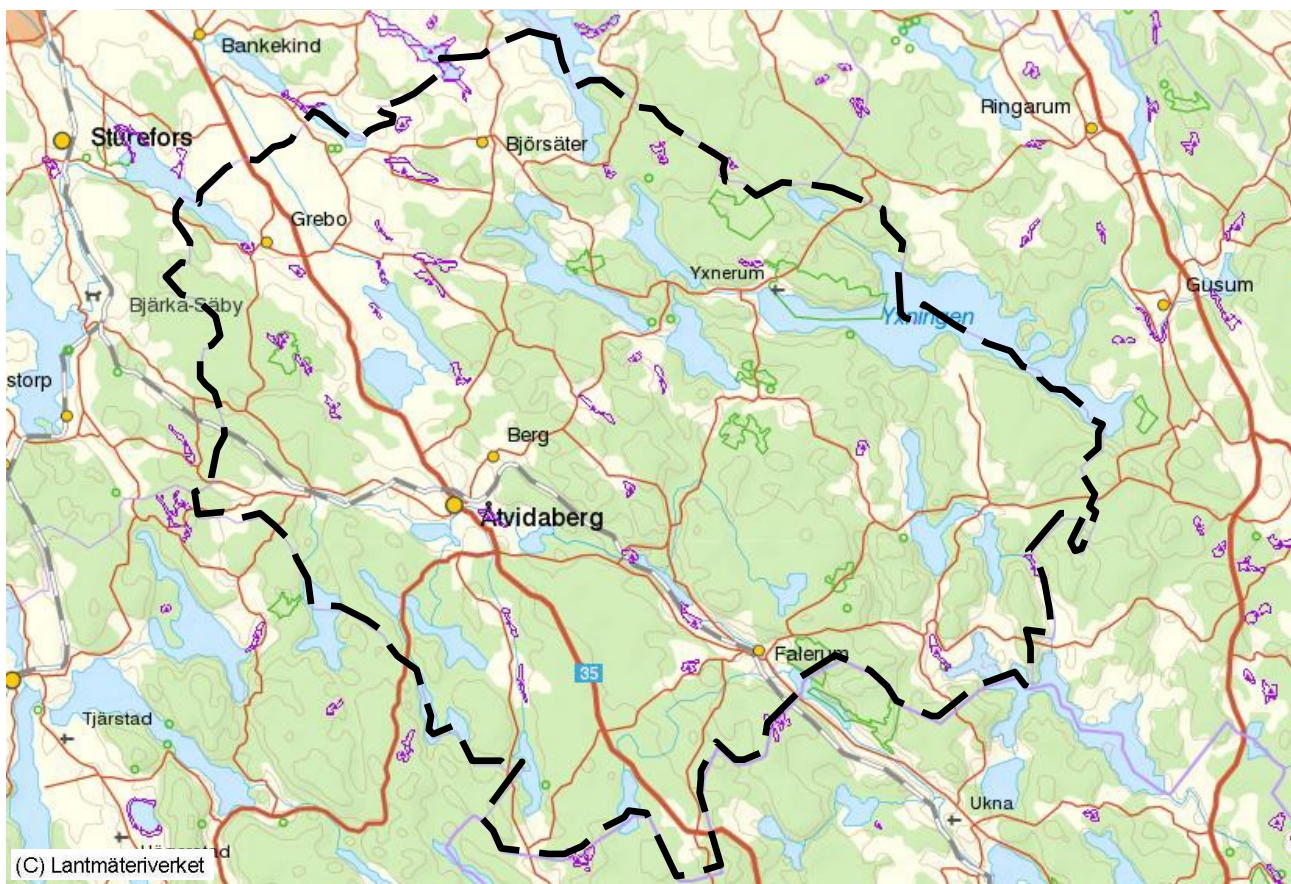 Bankekind
Ringarum
Sturefors
Björsäter
Grebo
Yxnerum
Gusum
Bjärka-Säby
Yxningen
storp
Berg
Åtvidaberg
Falerum
35
Tjärstad
Ukna
(C) Lantmäteriverket